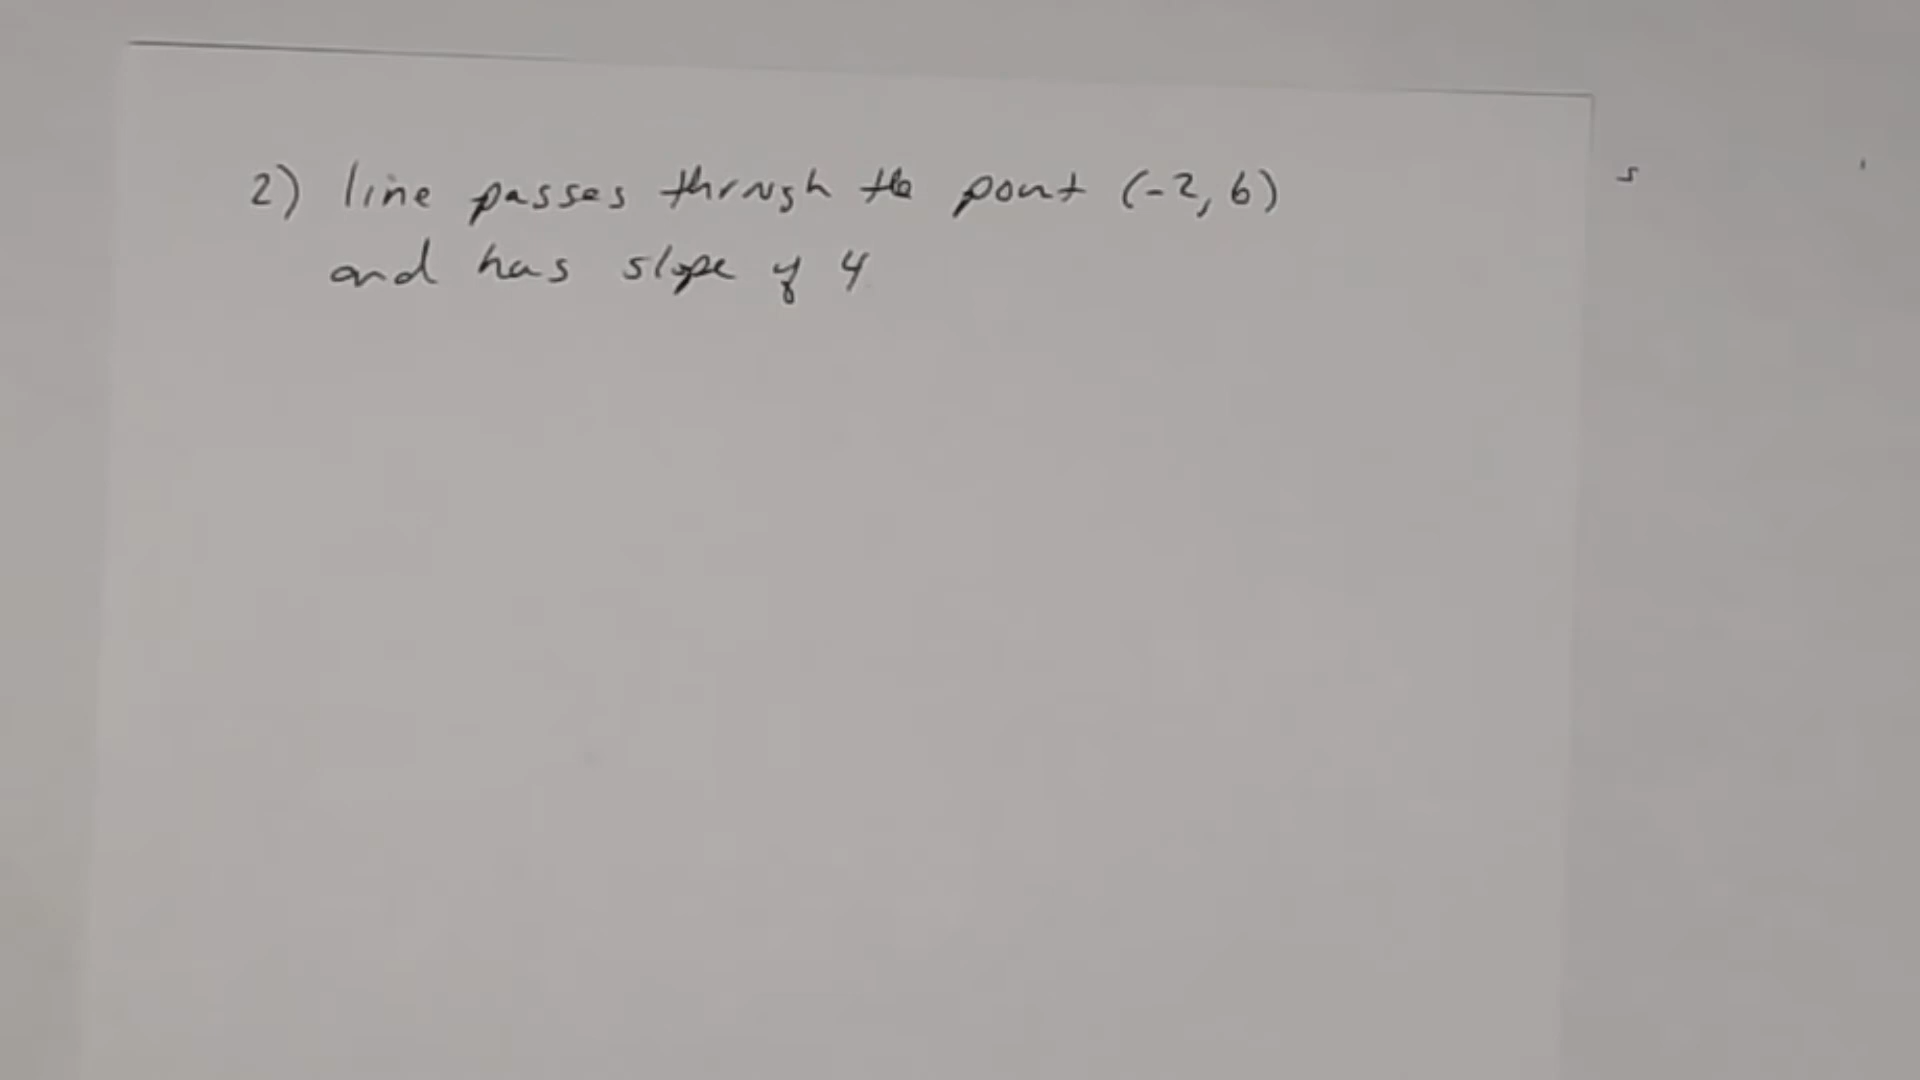 2) line passes through the point (-2, 6)
and has slope of 4
s